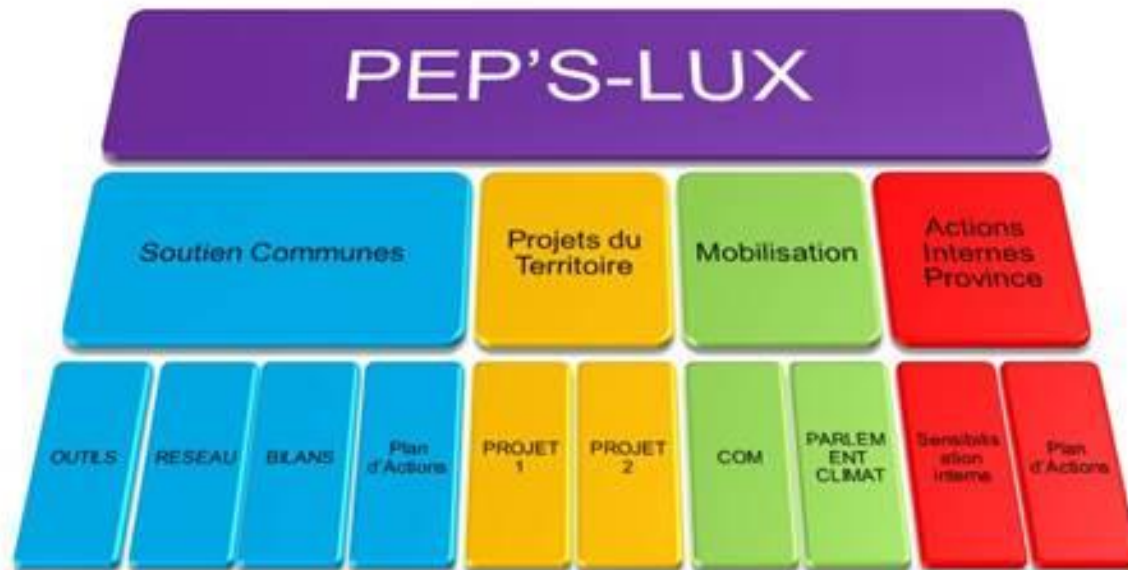 PEP'S-LUX
Soutien Communes
Projets du
Territoire
Mobilisation
Actions
Internes
Province
OUTILS
RESEAU
BILANS
Plan
d'Actions
PROJET
1
PROJET
2
COM
PARLEM
ENT
CLIMAT
Sensibilis
ation
interne
Plan
d'Actions